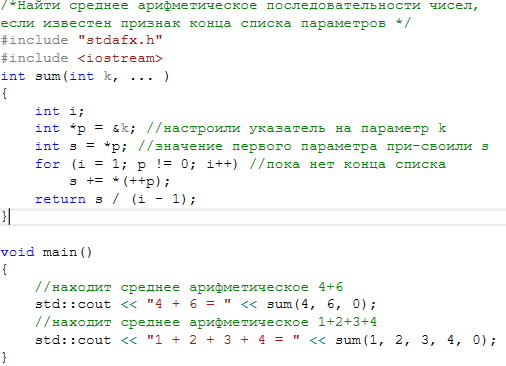 /*Найти среднее арифметическое последовательности чисел,
если известен признак конца списка параметров */
#include "stdafx.h"
#include <iostream>
int sum(int k, ... )
{
    int i;
    int *p = &k; //настроили указатель на параметр k
    int s = *p; //значение первого параметра при-своили s
    for (i = 1; p != 0; i++) //пока нет конца списка
        s += *(++p);
    return s / (i - 1);
}

void main()
{
    //находит среднее арифметическое 4+6
    std::cout << "4 + 6 = " << sum(4, 6, 0);
    //находит среднее арифметическое 1+2+3+4
    std::cout << "1 + 2 + 3 + 4 = " << sum(1, 2, 3, 4, 0);
}